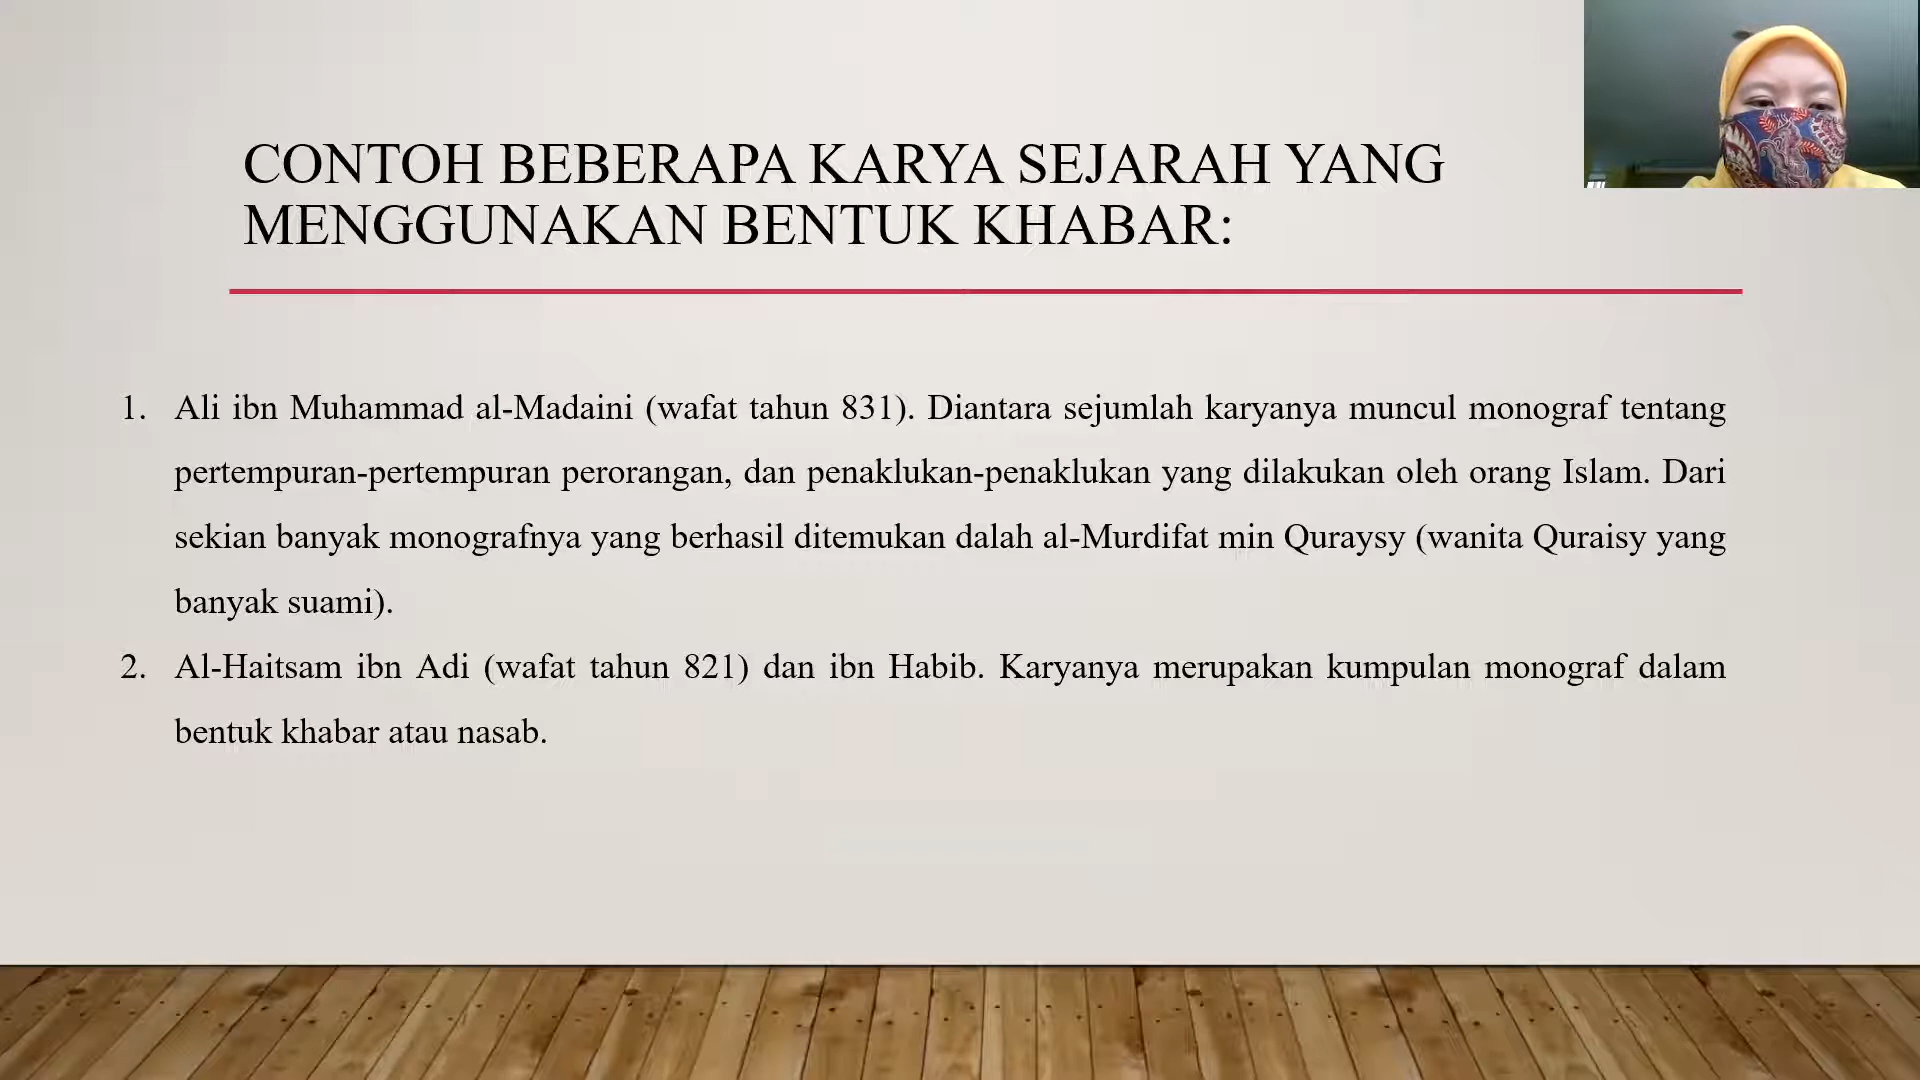 CONTOH BEBERAPA KARYA SEJARAH YANG
MENGGUNAKAN BENTUK KHABAR:
1. Ali ibn Muhammad al-Madaini (wafat tahun 831). Diantara sejumlah karyanya muncul monograf tentang
pertempuran-pertempuran perorangan, dan penaklukan-penaklukan yang dilakukan oleh orang Islam. Dari
sekian banyak monografnya yang berhasil ditemukan dalah al-Murdifat min Quraysy (wanita Quraisy yang
banyak suami).
2. Al-Haitsam ibn Adi (wafat tahun 821) dan ibn Habib. Karyanya merupakan kumpulan monograf dalam
bentuk khabar atau nasab.